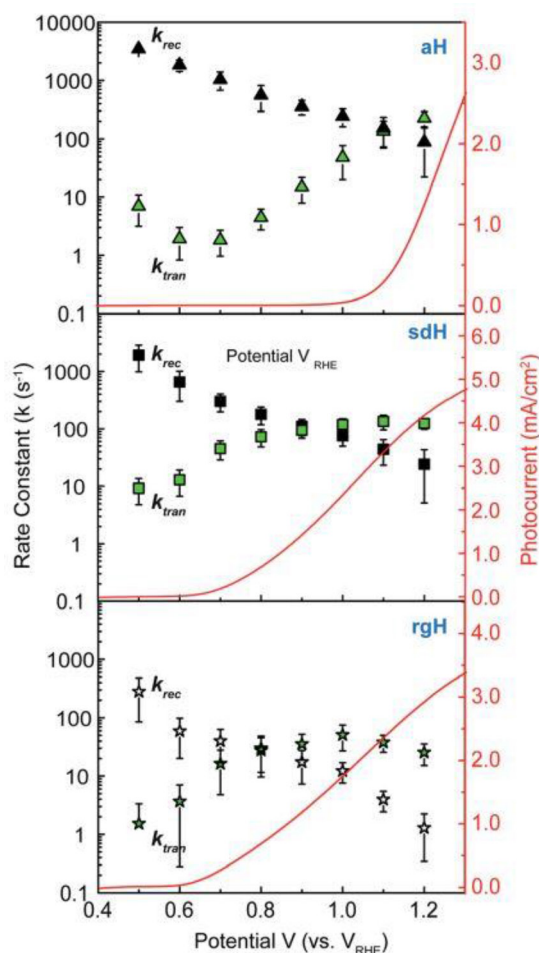 aH
k_rec
k_tran
10000
1000
100
10
1
0.1
3.0
2.0
1.0
0.0
sdH
k_rec
Potential V_RHE
k_tran
1000
100
10
1
0.1
6.0
5.0
4.0
3.0
2.0
1.0
0.0
rgH
k_rec
k_tran
1000
100
10
1
0.1
4.0
3.0
2.0
1.0
0.0
0.4 0.6 0.8 1.0 1.2
Rate Constant (k (s⁻¹)
Photocurrent (mA/cm²)
Potential V (vs. V_RHE)